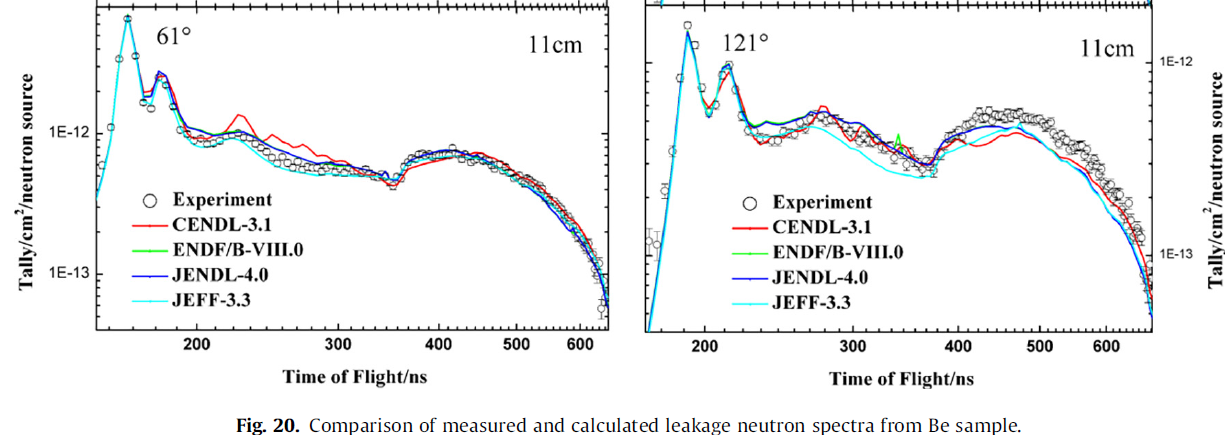 61°
11cm
Tally/cm²/neutron source
1E-12
1E-13
Experiment
CENDL-3.1
ENDF/B-VIII.0
JENDL-4.0
JEFF-3.3
200
300
400
500
600
Time of Flight/ns
121°
11cm
1E-12
1E-13
Tally/cm²/neutron source
Experiment
CENDL-3.1
ENDF/B-VIII.0
JENDL-4.0
JEFF-3.3
200
300
400
500
600
Time of Flight/ns
Fig. 20. Comparison of measured and calculated leakage neutron spectra from Be sample.